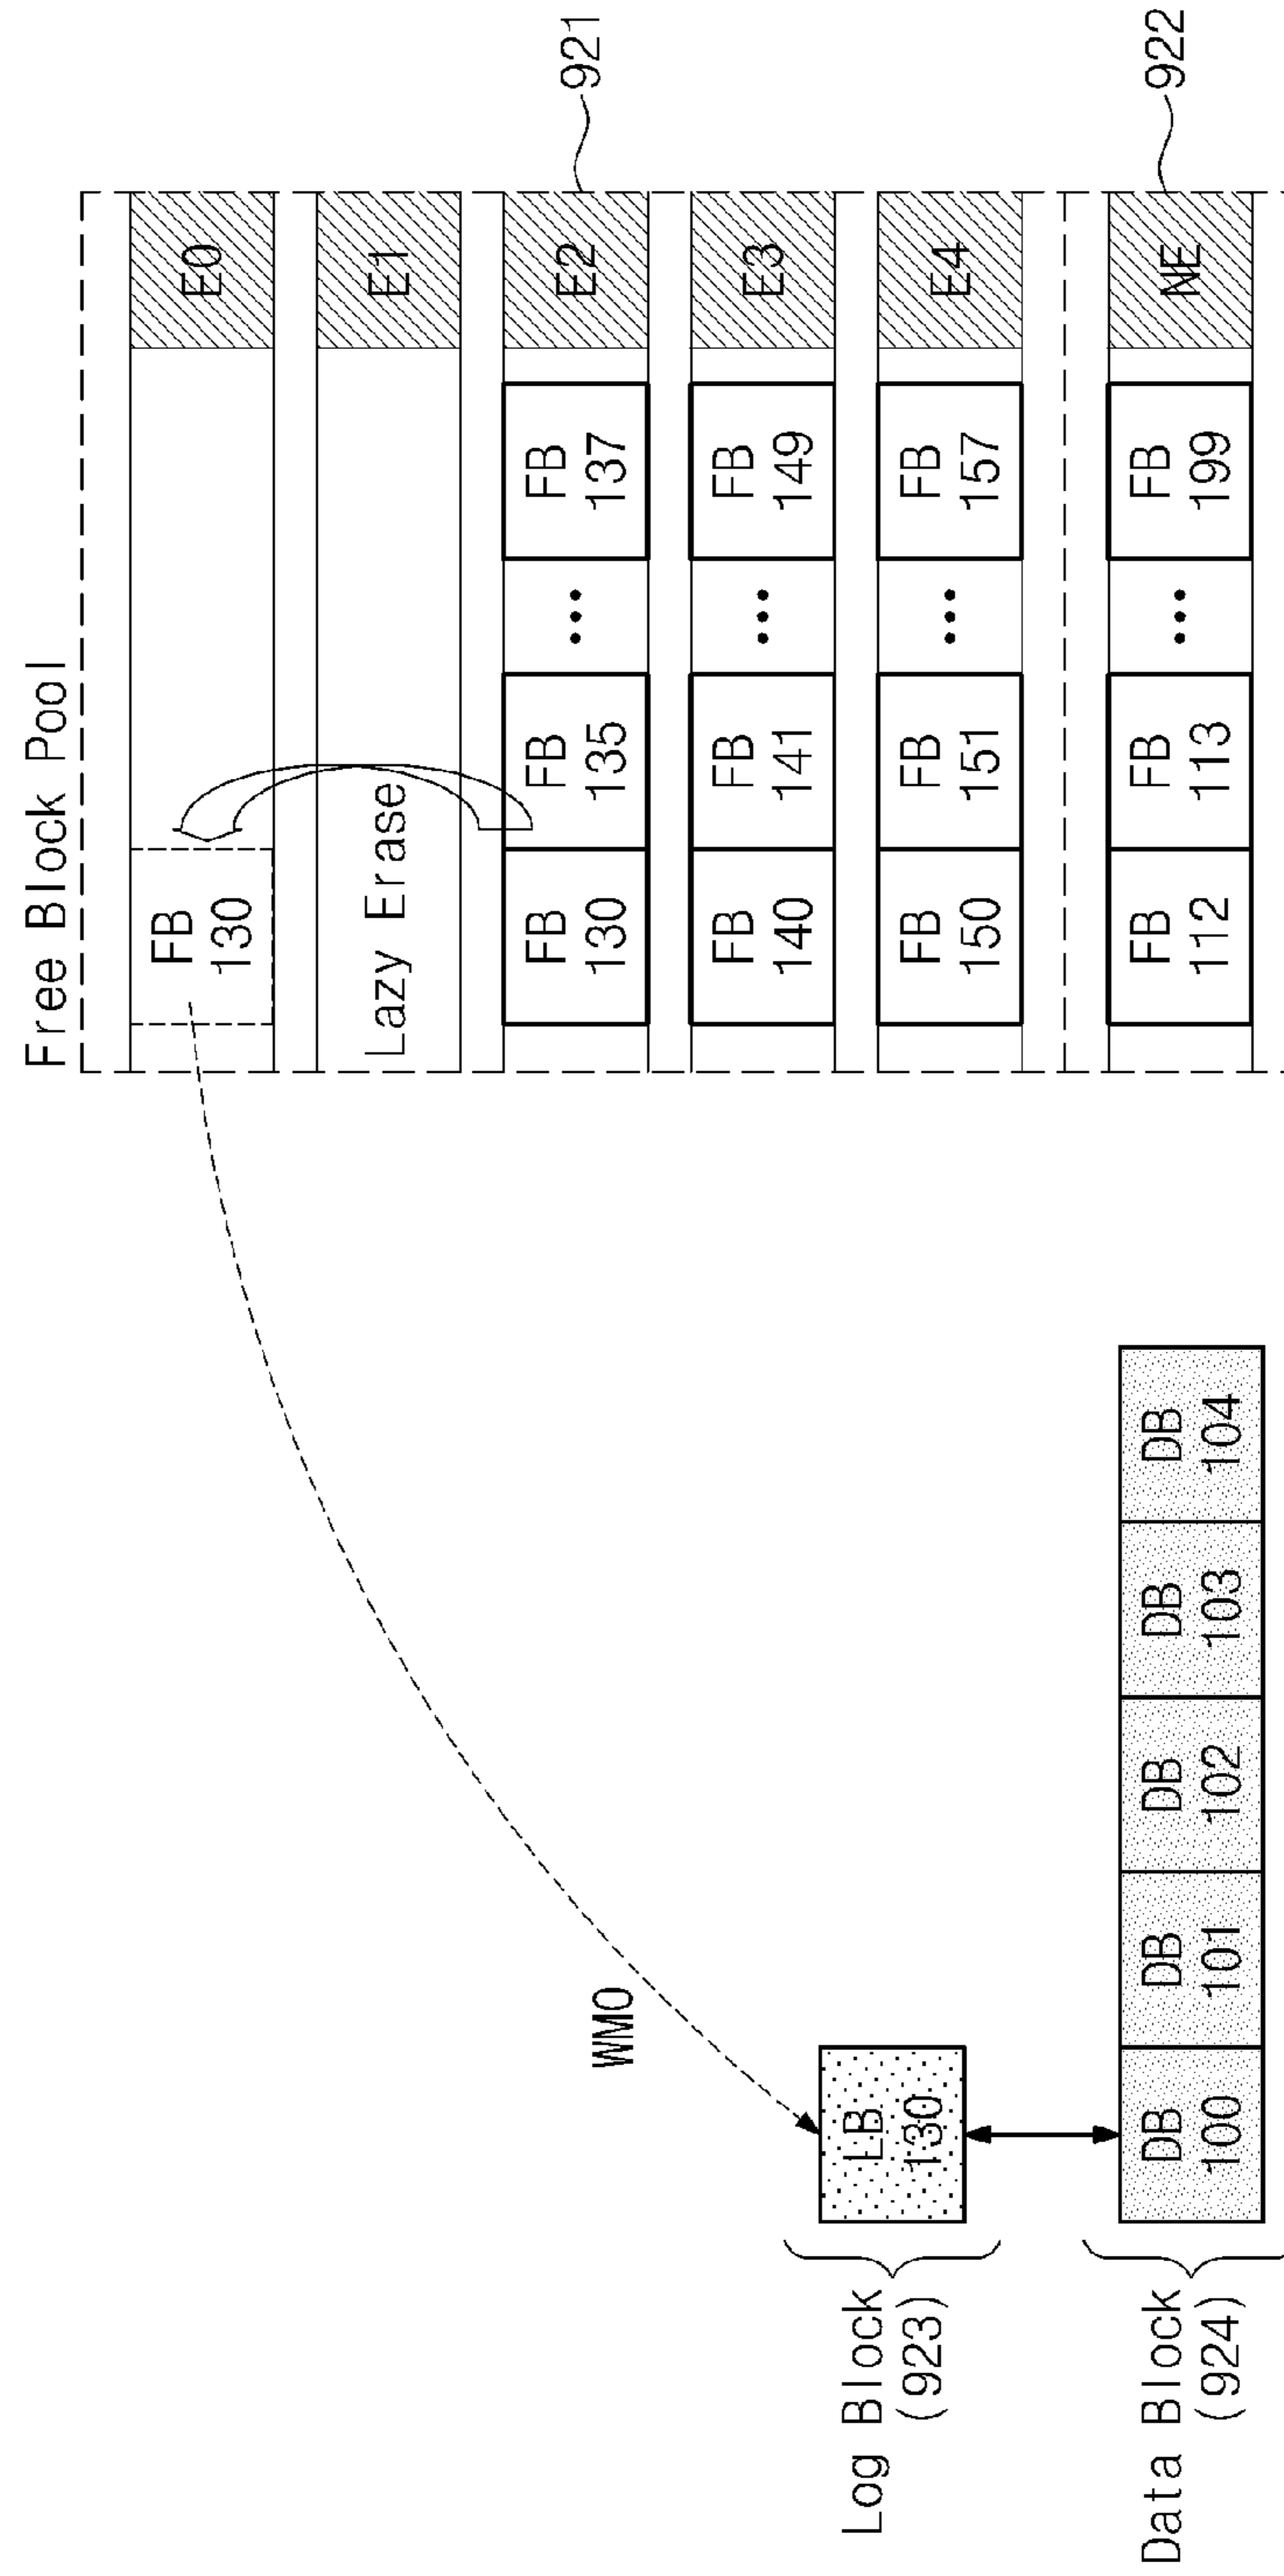 Free Block Pool
FB
130
E0
Lazy Erase
E1
FB
130
FB
135
...
FB
137
E2
921
WMO
FB
140
FB
141
...
FB
149
E3
Log Block
(923)
LB
130
FB
150
FB
151
...
FB
157
E4
Data Block
(924)
DB
100
DB
101
DB
102
DB
103
DB
104
FB
112
FB
113
...
FB
199
NE
922